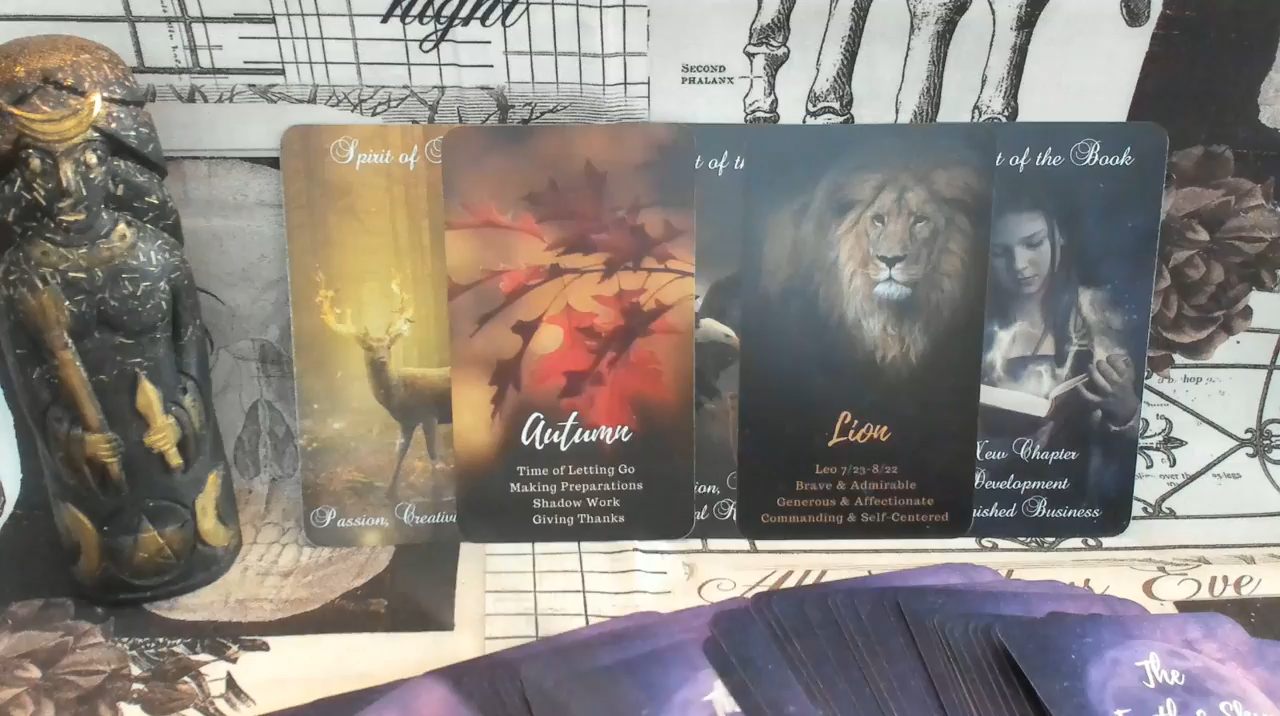 night
SECOND
PHALANX
Spirit of
t of th
t of the Book
Autumn
Time of Letting Go
Making Preparations
Shadow Work
Giving Thanks
Passion, Creativi
ion,
Lion
Leo 7/23-8/22
Brave & Admirable
Generous & Affectionate
Commanding & Self-Centered
New Chapter
Development
nished Business
Eve
The